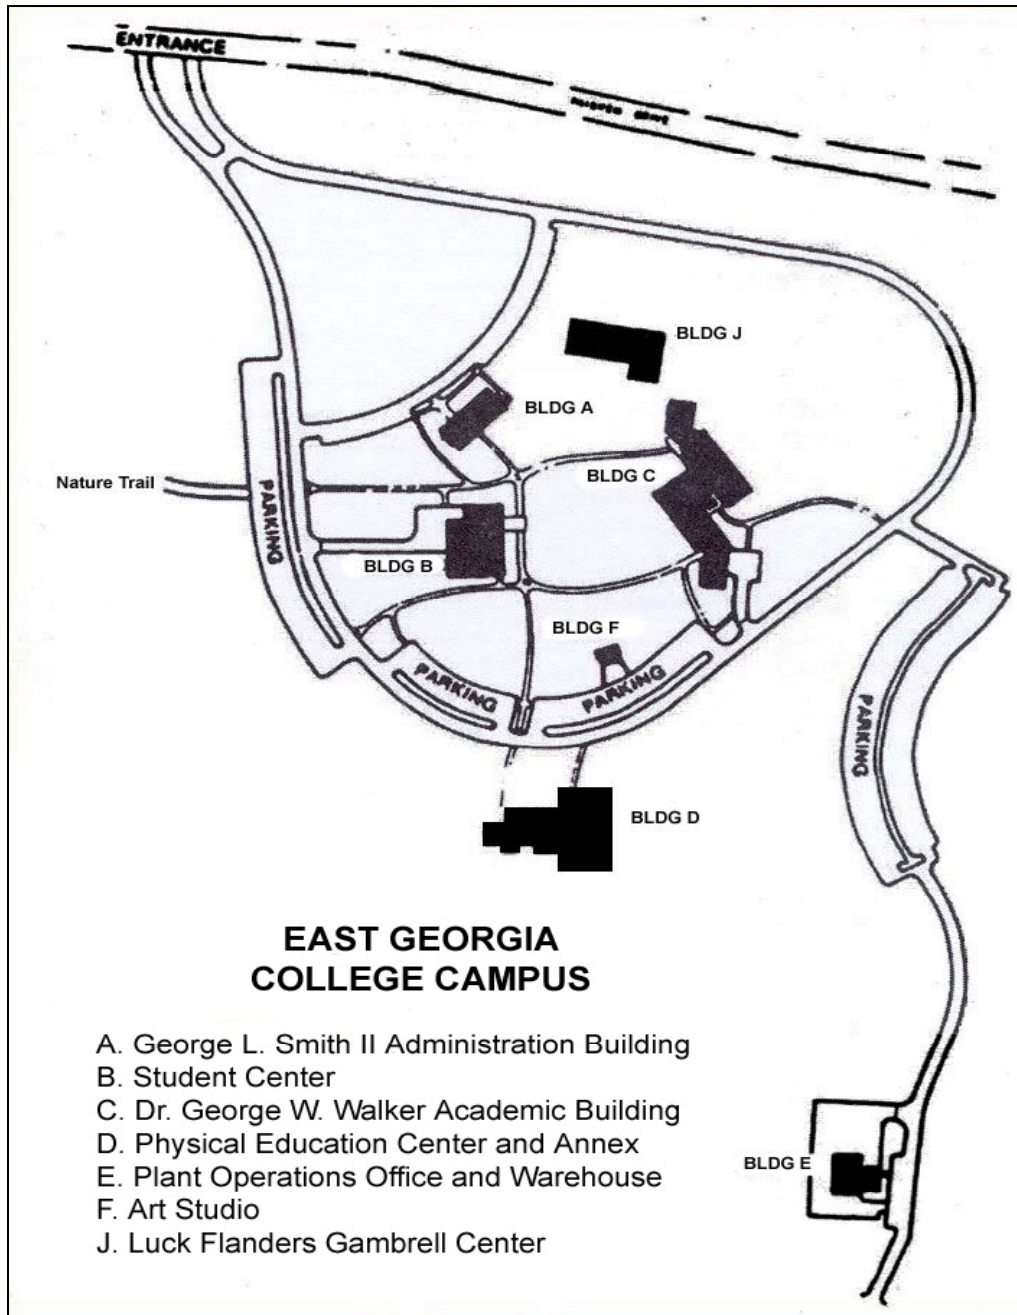 ENTRANCE
BLDG J
BLDG A
BLDG C
Nature Trail
PARKING
BLDG B
BLDG F
PARKING
PARKING
PARKING
BLDG D
EAST GEORGIA
COLLEGE CAMPUS
A. George L. Smith II Administration Building
B. Student Center
C. Dr. George W. Walker Academic Building
D. Physical Education Center and Annex
E. Plant Operations Office and Warehouse
F. Art Studio
J. Luck Flanders Gambrell Center
BLDG E